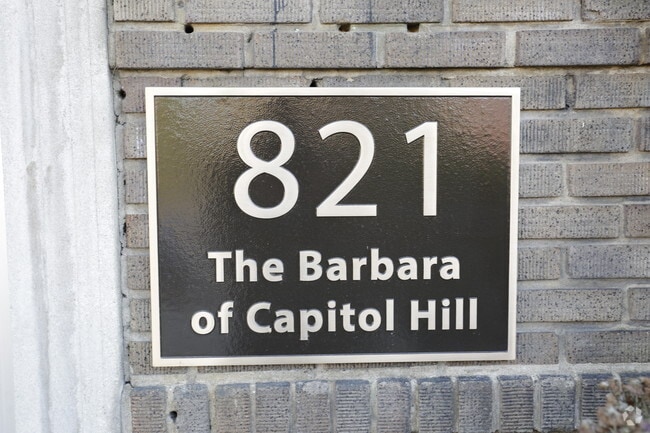 821
The Barbara
of Capitol Hill